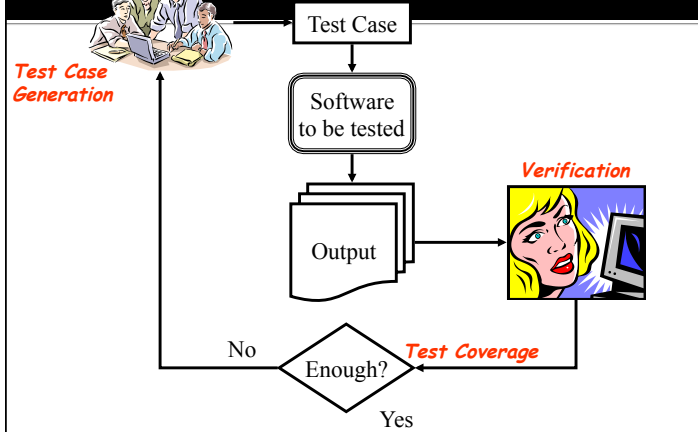 Test Case
Test Case
Generation
Software
to be tested
Verification
Output
No
Enough?
Test Coverage
Yes